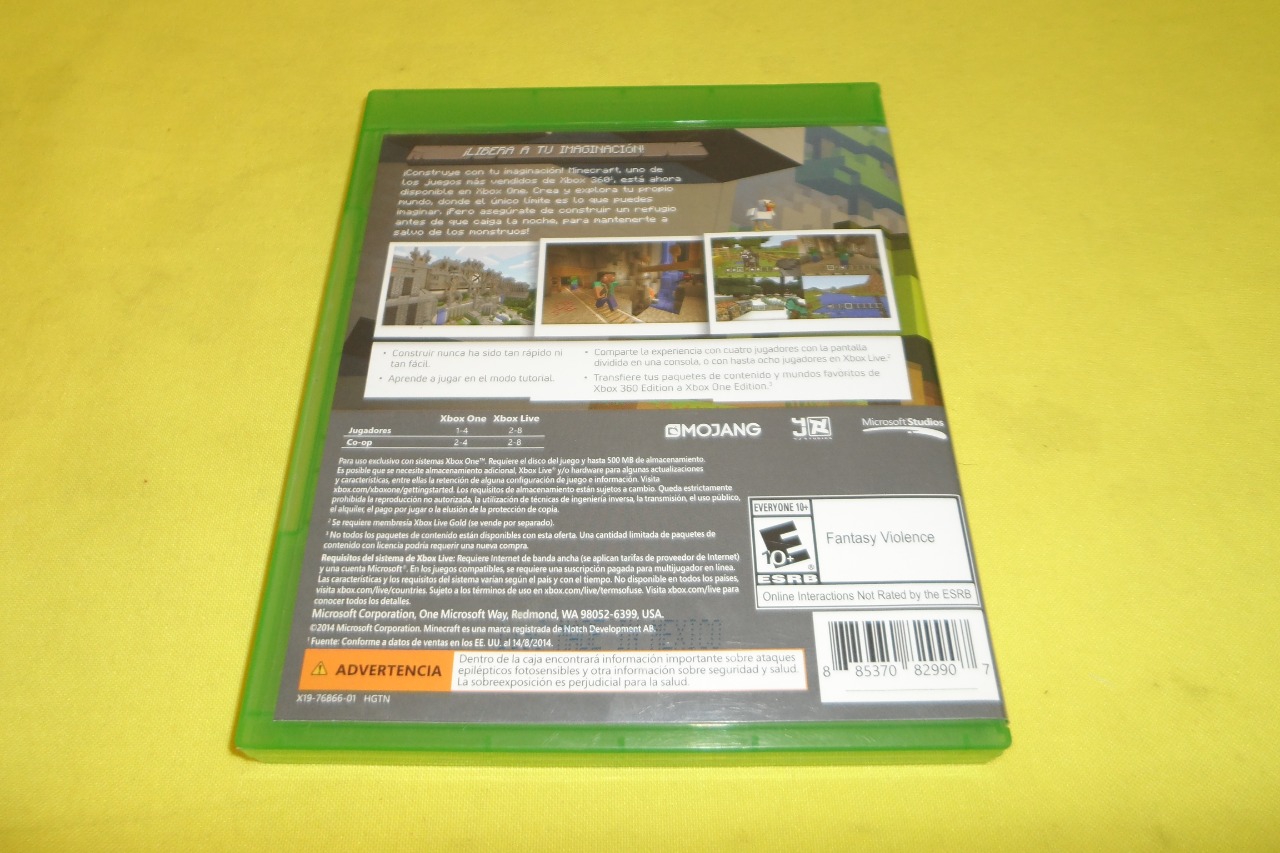 ¡LIBERA A TU IMAGINACIÓN!
¡Construye con tu imaginación! Minecraft, uno de
los juegos más vendidos de Xbox 360¹, está ahora
disponible en Xbox One. Crea y explora tu propio
mundo, donde el único límite es lo que puedes
imaginar. ¡Pero asegúrate de construir un refugio
antes de que caiga la noche, para mantenerte a
salvo de los monstruos!
• Construir nunca ha sido tan rápido ni
tan fácil.
• Aprende a jugar en el modo tutorial.
• Comparte la experiencia con cuatro jugadores con la pantalla
dividida en una consola, o con hasta ocho jugadores en Xbox Live.²
• Transfiere tus paquetes de contenido y mundos favoritos de
Xbox 360 Edition a Xbox One Edition.³
Xbox One Xbox Live
Jugadores 1-4 2-8
Co-op 2-4 2-8
MOJANG
4J STUDIOS
Microsoft Studios
Para uso exclusivo con sistemas Xbox One™. Requiere el disco del juego y hasta 500 MB de almacenamiento.
Es posible que se necesite almacenamiento adicional, Xbox Live® y/o hardware para algunas actualizaciones
y características, entre ellas la retención de alguna configuración de juego e información. Visita
xbox.com/xboxone/gettingstarted. Los requisitos de almacenamiento están sujetos a cambio. Queda estrictamente
prohibida la reproducción no autorizada, la utilización de técnicas de ingeniería inversa, la transmisión, el uso público,
el alquiler, el pago por jugar o la elusión de la protección de copia.
² Se requiere membresía Xbox Live Gold (se vende por separado).
³ No todos los paquetes de contenido están disponibles con esta oferta. Una cantidad limitada de paquetes de
contenido con licencia podría requerir una nueva compra.
Requisitos del sistema de Xbox Live: Requiere Internet de banda ancha (se aplican tarifas de proveedor de Internet)
y una cuenta Microsoft®. En los juegos compatibles, se requiere una suscripción pagada para multijugador en línea.
Las características y los requisitos del sistema varían según el país y con el tiempo. No disponible en todos los países,
visita xbox.com/live/countries. Sujeto a los términos de uso en xbox.com/live/termsofuse. Visita xbox.com/live para
conocer todos los detalles.
Microsoft Corporation, One Microsoft Way, Redmond, WA 98052-6399, USA.
©2014 Microsoft Corporation. Minecraft es una marca registrada de Notch Development AB.
MADE IN MEXICO
¹ Fuente: Conforme a datos de ventas en los EE. UU. al 14/8/2014.
EVERYONE 10+
E
10+
ESRB
Fantasy Violence
Online Interactions Not Rated by the ESRB
ADVERTENCIA
Dentro de la caja encontrará información importante sobre ataques
epilépticos fotosensibles y otra información sobre seguridad y salud.
La sobreexposición es perjudicial para la salud.
8 85370 82990 7
X19-76866-01 HGTN